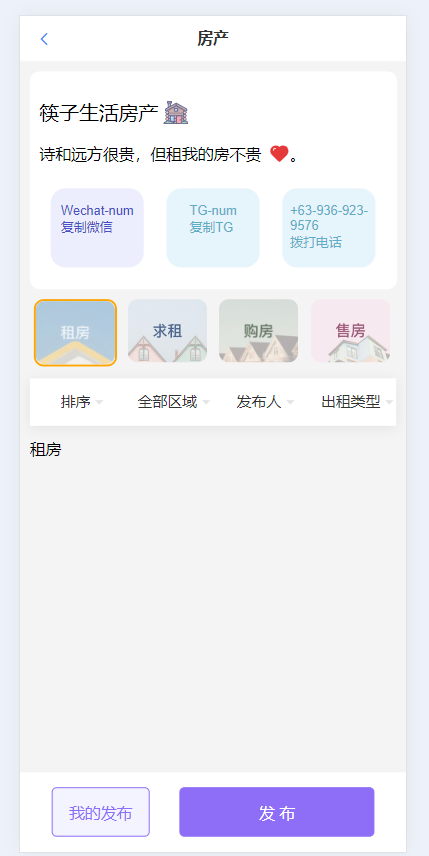 房产
筷子生活房产
诗和远方很贵，但租我的房不贵 。
Wechat-num
复制微信
TG-num
复制TG
+63-936-923-
9576
拨打电话
租房 求租 购房 售房
排序 全部区域 发布人 出租类型
租房
我的发布 发 布